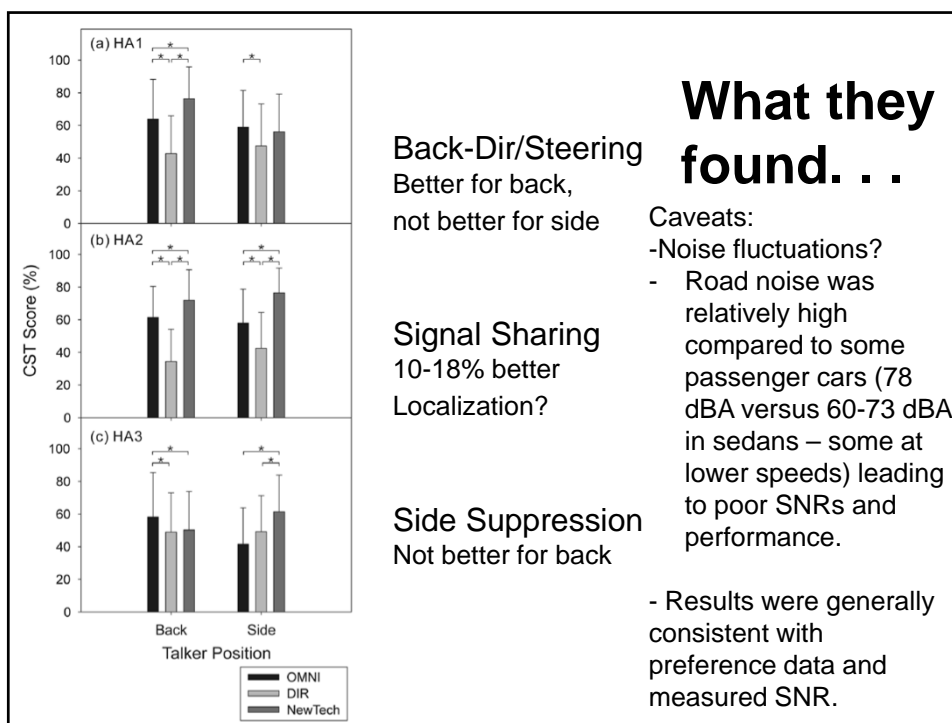 What they
found. . .
(a) HA1
* * * *
100
80
60
40
20
0
(b) HA2
* * * * * *
100
80
60
40
20
0
(c) HA3
* * * *
100
80
60
40
20
0
CST Score (%)
Back Side
Talker Position
OMNI
DIR
NewTech
Back-Dir/Steering
Better for back,
not better for side
Signal Sharing
10-18% better
Localization?
Side Suppression
Not better for back
Caveats:
-Noise fluctuations?
- Road noise was
relatively high
compared to some
passenger cars (78
dBA versus 60-73 dBA
in sedans – some at
lower speeds) leading
to poor SNRs and
performance.
- Results were generally
consistent with
preference data and
measured SNR.